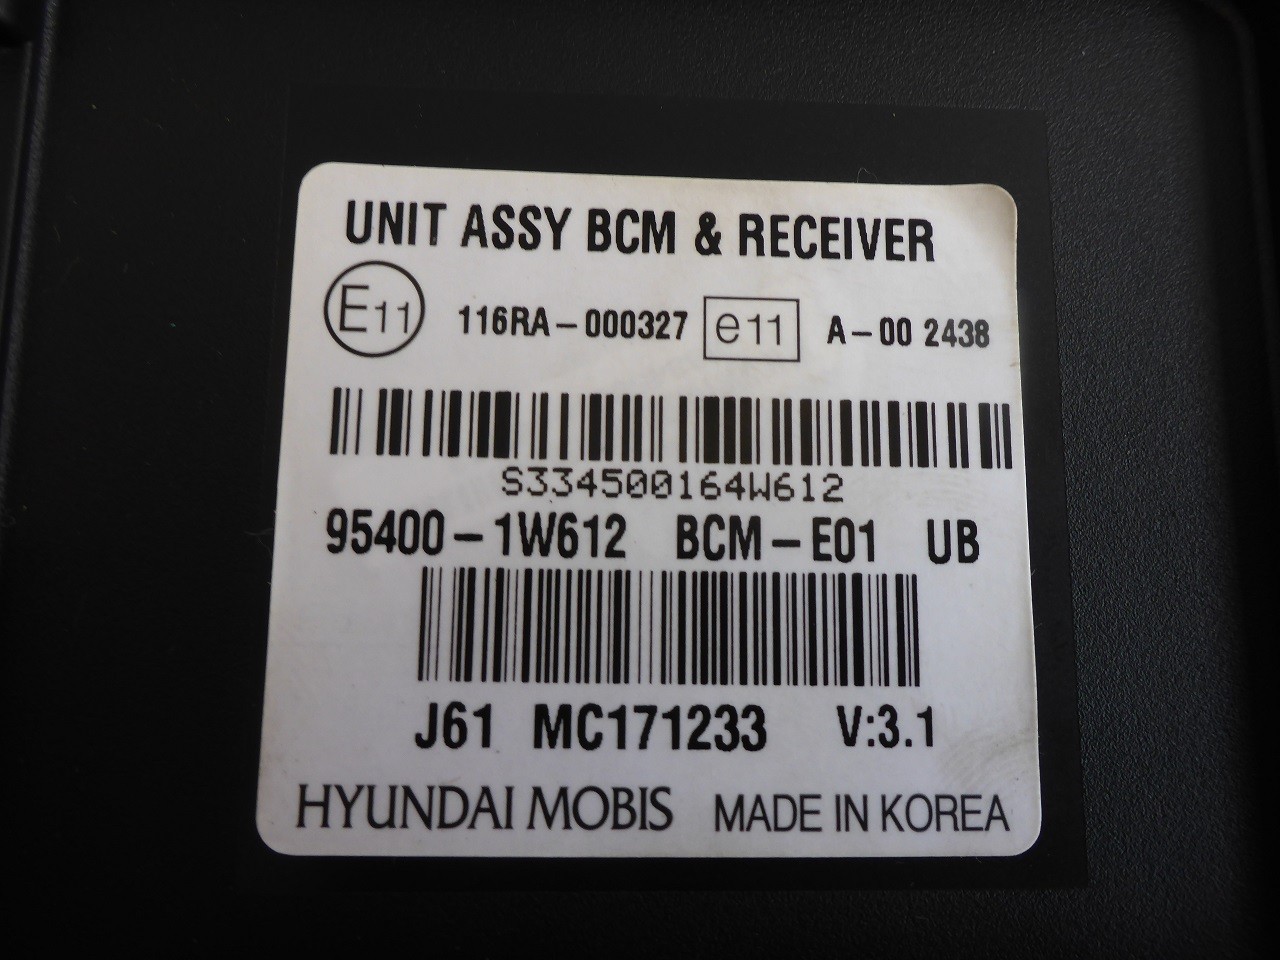 UNIT ASSY BCM & RECEIVER
E11 116RA-000327 e11 A-00 2438
S334500164W612
95400-1W612 BCM-E01 UB
J61 MC171233 V:3.1
HYUNDAI MOBIS MADE IN KOREA